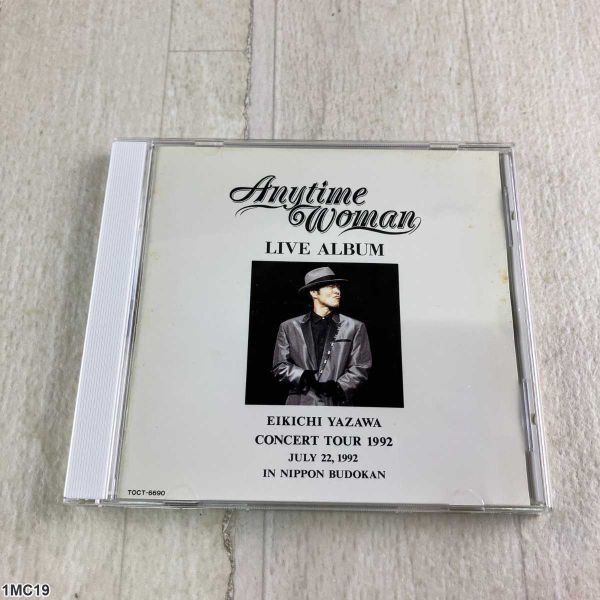 Anytime
Woman
LIVE ALBUM
EIKICHI YAZAWA
CONCERT TOUR 1992
JULY 22, 1992
IN NIPPON BUDOKAN
TOCT-6690
1MC19